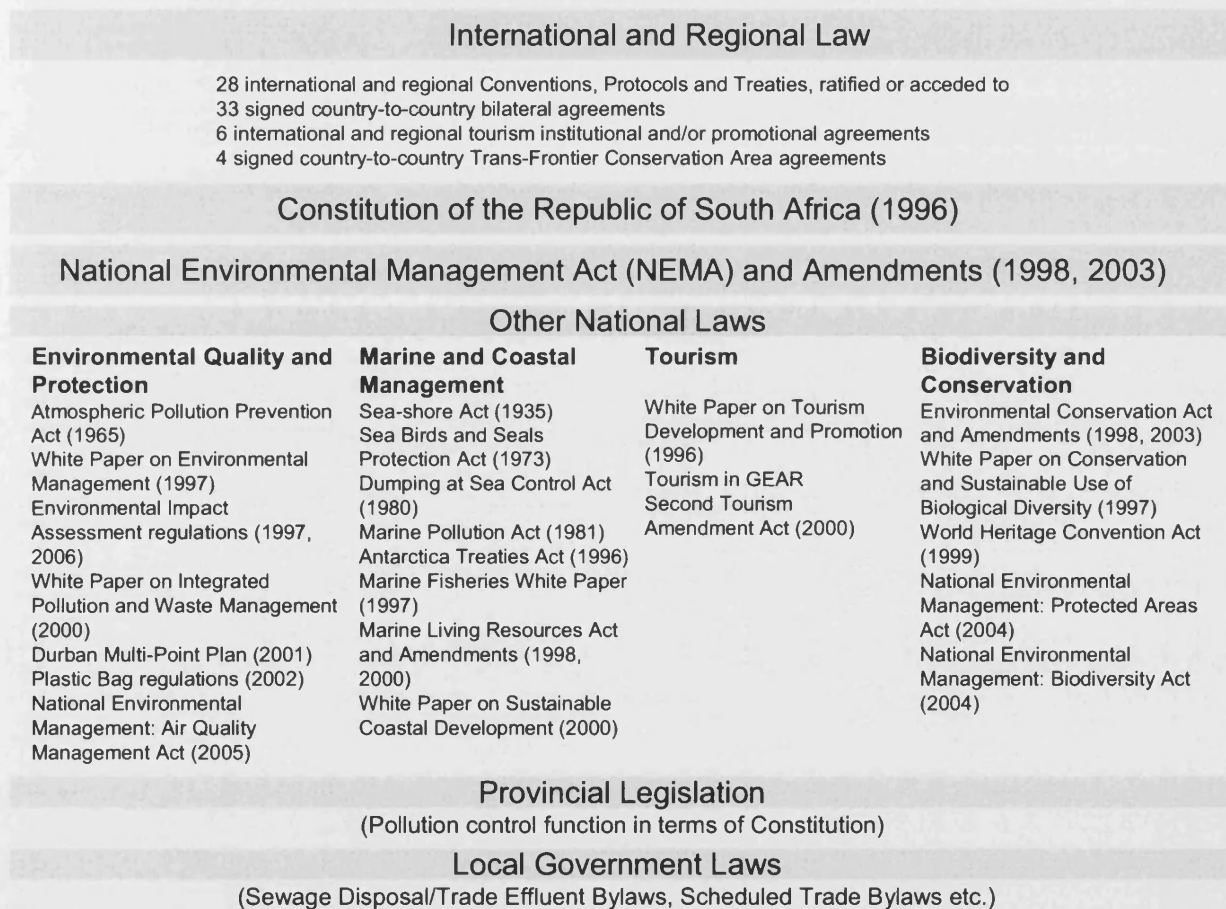 International and Regional Law
28 international and regional Conventions, Protocols and Treaties, ratified or acceded to
33 signed country-to-country bilateral agreements
6 international and regional tourism institutional and/or promotional agreements
4 signed country-to-country Trans-Frontier Conservation Area agreements
Constitution of the Republic of South Africa (1996)
National Environmental Management Act (NEMA) and Amendments (1998, 2003)
Other National Laws
Environmental Quality and
Protection
Atmospheric Pollution Prevention
Act (1965)
White Paper on Environmental
Management (1997)
Environmental Impact
Assessment regulations (1997,
2006)
White Paper on Integrated
Pollution and Waste Management
(2000)
Durban Multi-Point Plan (2001)
Plastic Bag regulations (2002)
National Environmental
Management: Air Quality
Management Act (2005)
Marine and Coastal
Management
Sea-shore Act (1935)
Sea Birds and Seals
Protection Act (1973)
Dumping at Sea Control Act
(1980)
Marine Pollution Act (1981)
Antarctica Treaties Act (1996)
Marine Fisheries White Paper
(1997)
Marine Living Resources Act
and Amendments (1998,
2000)
White Paper on Sustainable
Coastal Development (2000)
Tourism
White Paper on Tourism
Development and Promotion
(1996)
Tourism in GEAR
Second Tourism
Amendment Act (2000)
Biodiversity and
Conservation
Environmental Conservation Act
and Amendments (1998, 2003)
White Paper on Conservation
and Sustainable Use of
Biological Diversity (1997)
World Heritage Convention Act
(1999)
National Environmental
Management: Protected Areas
Act (2004)
National Environmental
Management: Biodiversity Act
(2004)
Provincial Legislation
(Pollution control function in terms of Constitution)
Local Government Laws
(Sewage Disposal/Trade Effluent Bylaws, Scheduled Trade Bylaws etc.)